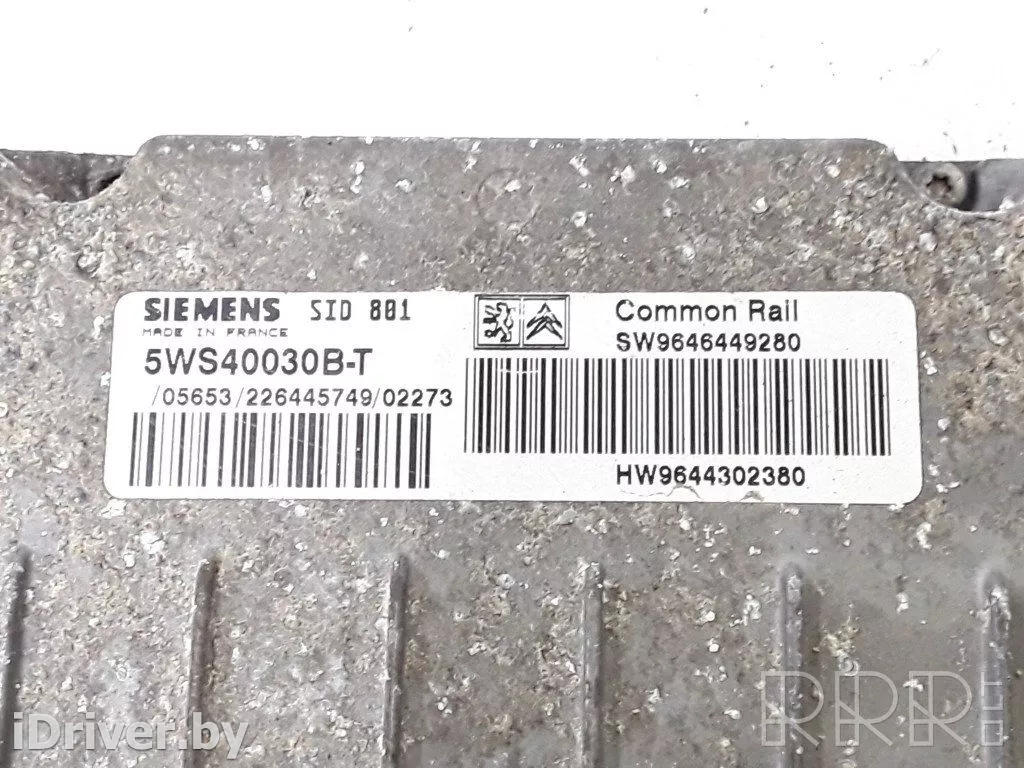 SIEMENS SID 801
MADE IN FRANCE
5WS40030B-T
/05653/226445749/02273
Common Rail
SW9646449280
HW9644302380
iDriver.by
RRR